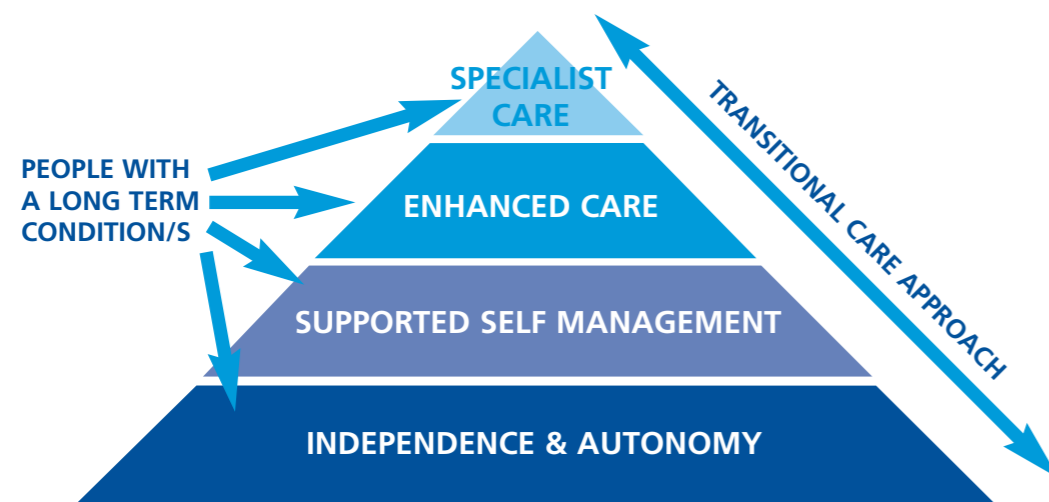 SPECIALIST
CARE
PEOPLE WITH
A LONG TERM
CONDITION/S
ENHANCED CARE
SUPPORTED SELF MANAGEMENT
INDEPENDENCE & AUTONOMY
TRANSITIONAL CARE APPROACH